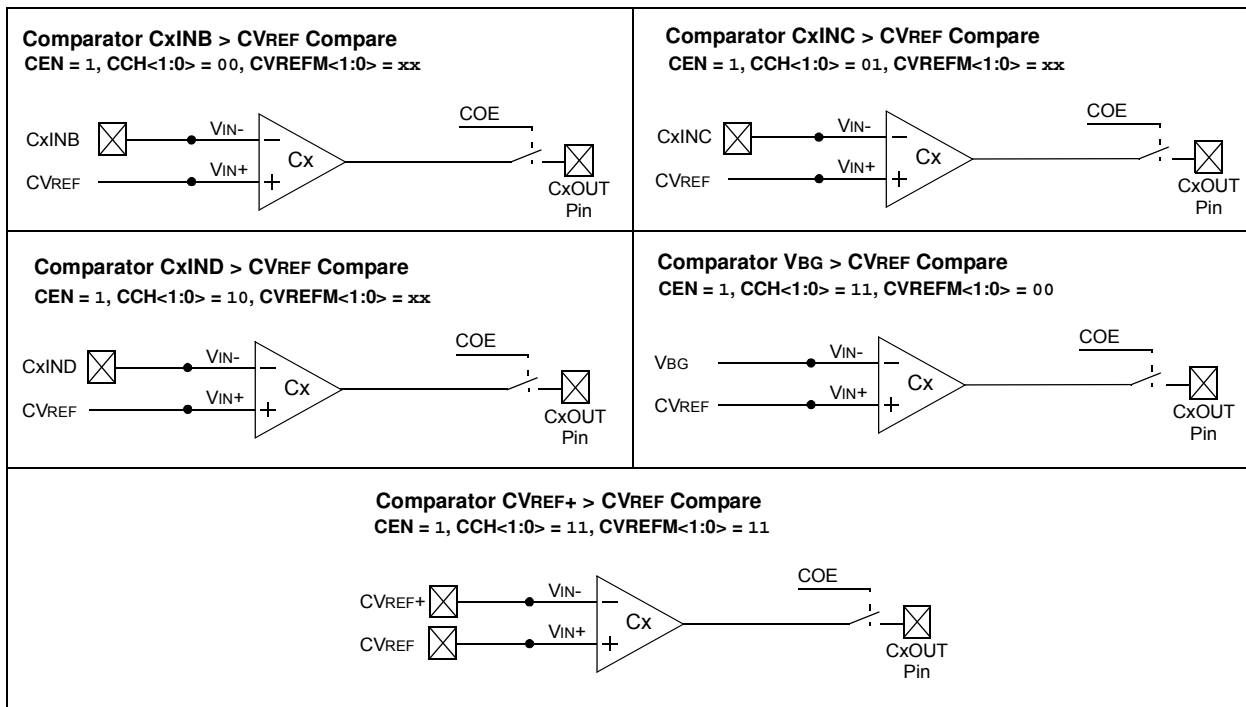 Comparator CxINB > CVREF Compare
CEN = 1, CCH<1:0> = 00, CVREFM<1:0> = xx
COE
CxINB
VIN-
-
Cx
CVREF
VIN+
+
CxOUT
Pin
Comparator CxINC > CVREF Compare
CEN = 1, CCH<1:0> = 01, CVREFM<1:0> = xx
COE
CxINC
VIN-
-
Cx
CVREF
VIN+
+
CxOUT
Pin
Comparator CxIND > CVREF Compare
CEN = 1, CCH<1:0> = 10, CVREFM<1:0> = xx
COE
CxIND
VIN-
-
Cx
CVREF
VIN+
+
CxOUT
Pin
Comparator VBG > CVREF Compare
CEN = 1, CCH<1:0> = 11, CVREFM<1:0> = 00
COE
VBG
VIN-
-
Cx
CVREF
VIN+
+
CxOUT
Pin
Comparator CVREF+ > CVREF Compare
CEN = 1, CCH<1:0> = 11, CVREFM<1:0> = 11
COE
CVREF+
VIN-
-
Cx
CVREF
VIN+
+
CxOUT
Pin